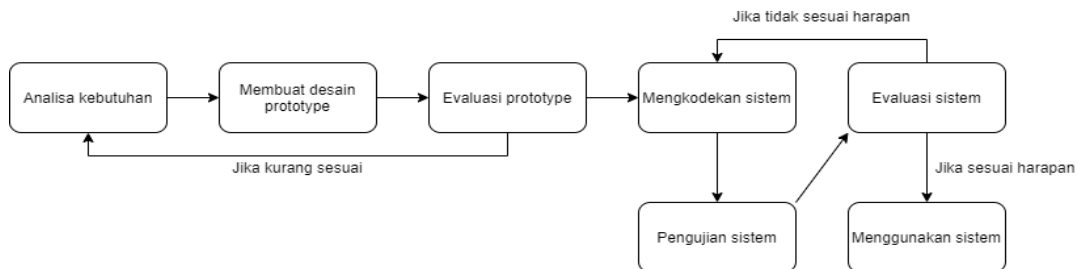 Jika tidak sesuai harapan
Analisa kebutuhan
Membuat desain
prototype
Evaluasi prototype
Mengkodekan sistem
Evaluasi sistem
Jika kurang sesuai
Jika sesuai harapan
Pengujian sistem
Menggunakan sistem